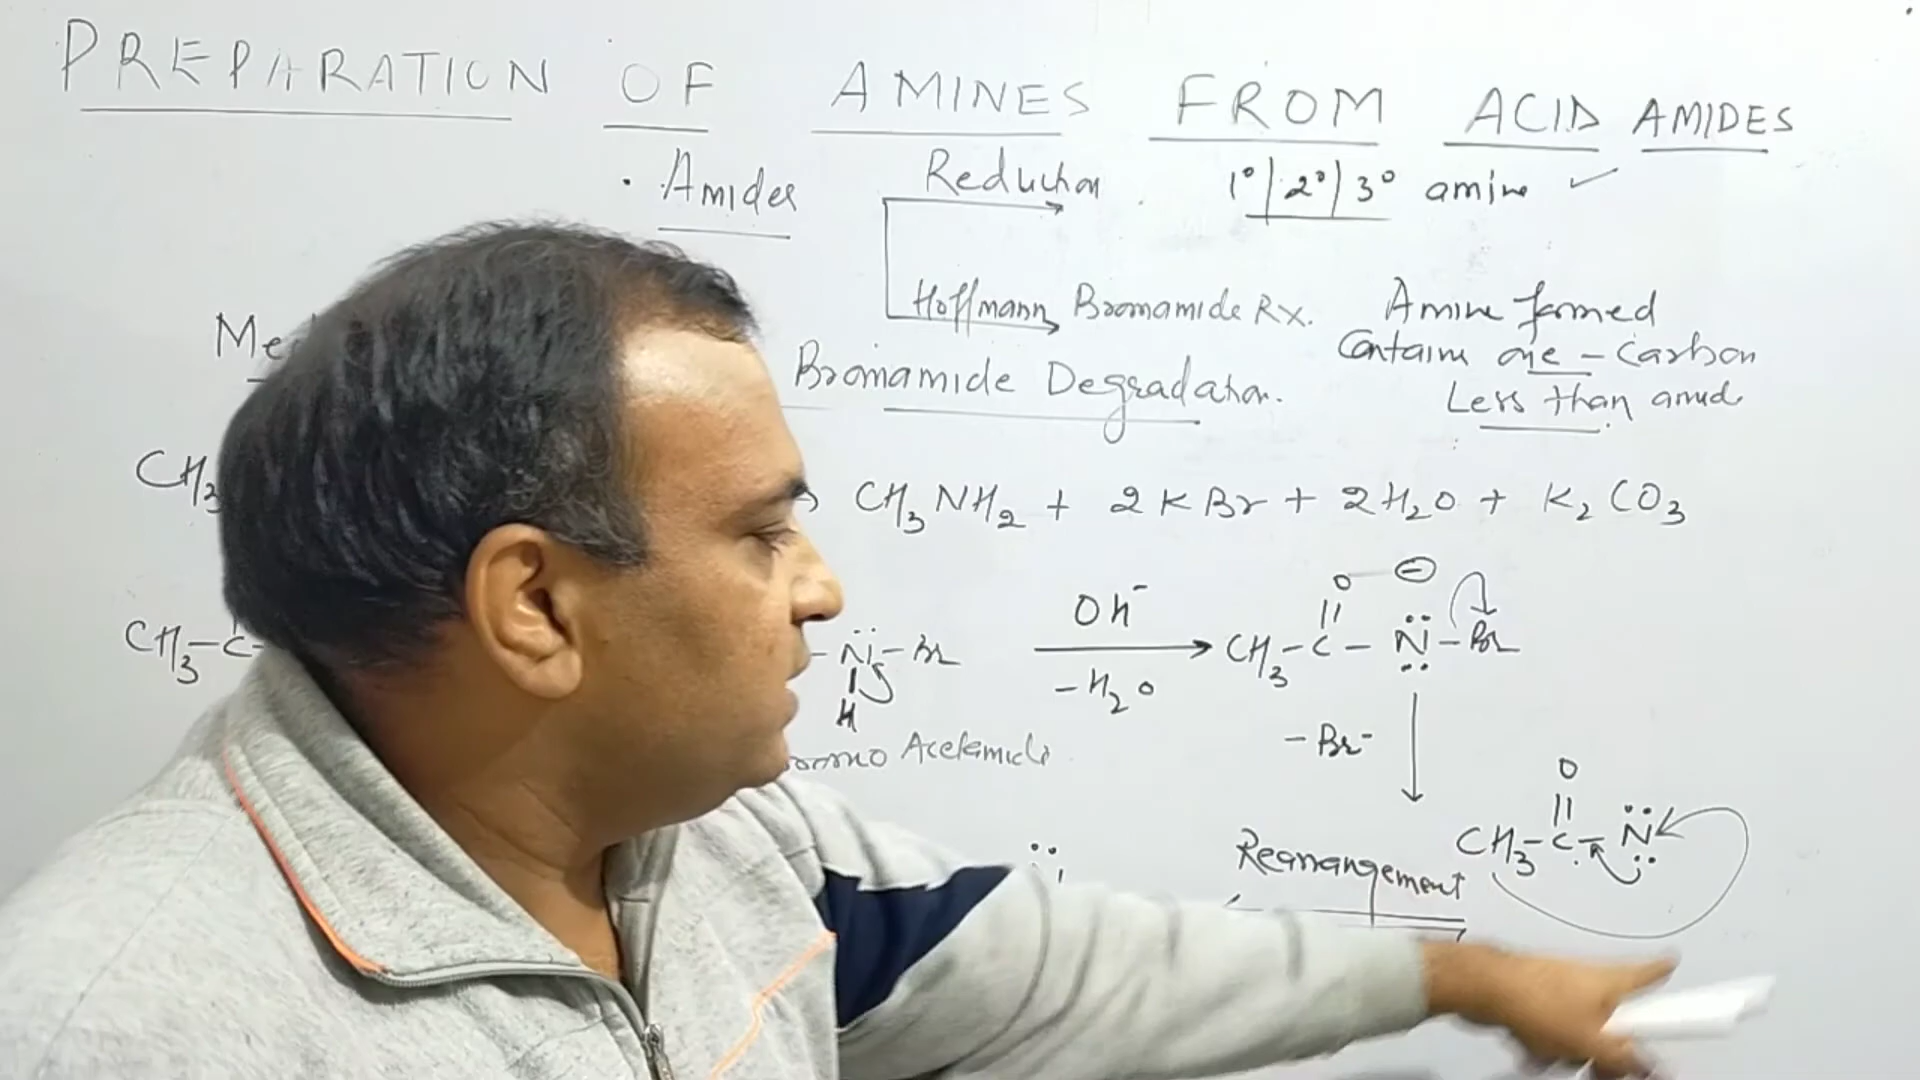 PREPARATION OF AMINES FROM ACID AMIDES
· Amides Reduction 1°|2°|3° amine ✓
Hoffmann Bromamide Rx. Amine formed
Contains one-Carbon
Less than amid
Bromamide Degradation.
CH3 CH3NH2 + 2KBr + 2H2O + K2CO3
CH3-C- -N-Br OH- CH3-C-N-Br
O ⊖
H -H2O
Acetamide -Br-
O
Rearrangement CH3-C-N